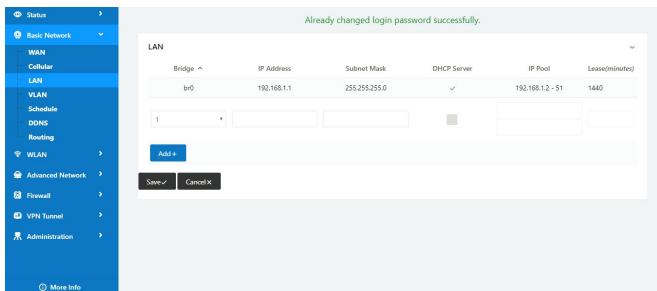 Status
Already changed login password successfully.
Basic Network
WAN
Cellular
LAN
VLAN
Schedule
DDNS
Routing
WLAN
Advanced Network
Firewall
VPN Tunnel
Administration
More Info
LAN
Bridge IP Address Subnet Mask DHCP Server IP Pool Lease(minutes)
br0 192.168.1.1 255.255.255.0 ✓ 192.168.1.2 - 51 1440
1
Add +
Save✓ Cancel✕